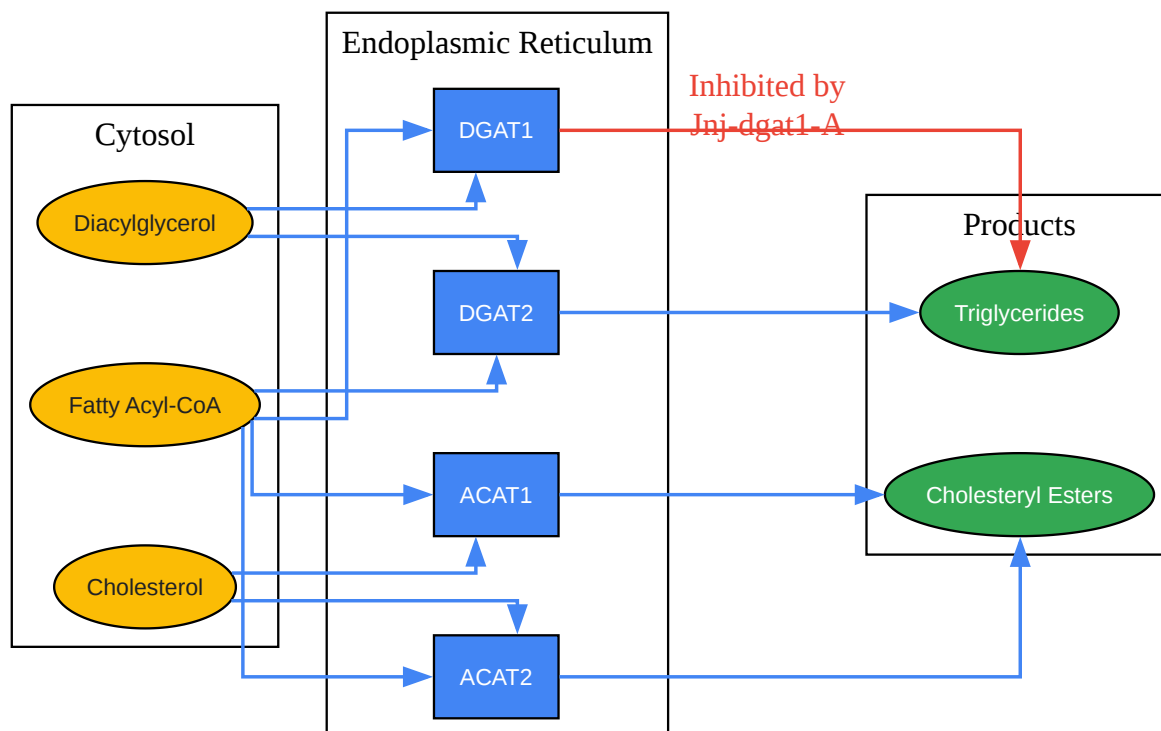 Endoplasmic Reticulum
Inhibited by
Jnj-dgat1-A
Cytosol
DGAT1
Diacylglycerol
Products
DGAT2
Triglycerides
Fatty Acyl-CoA
ACAT1
Cholesteryl Esters
Cholesterol
ACAT2